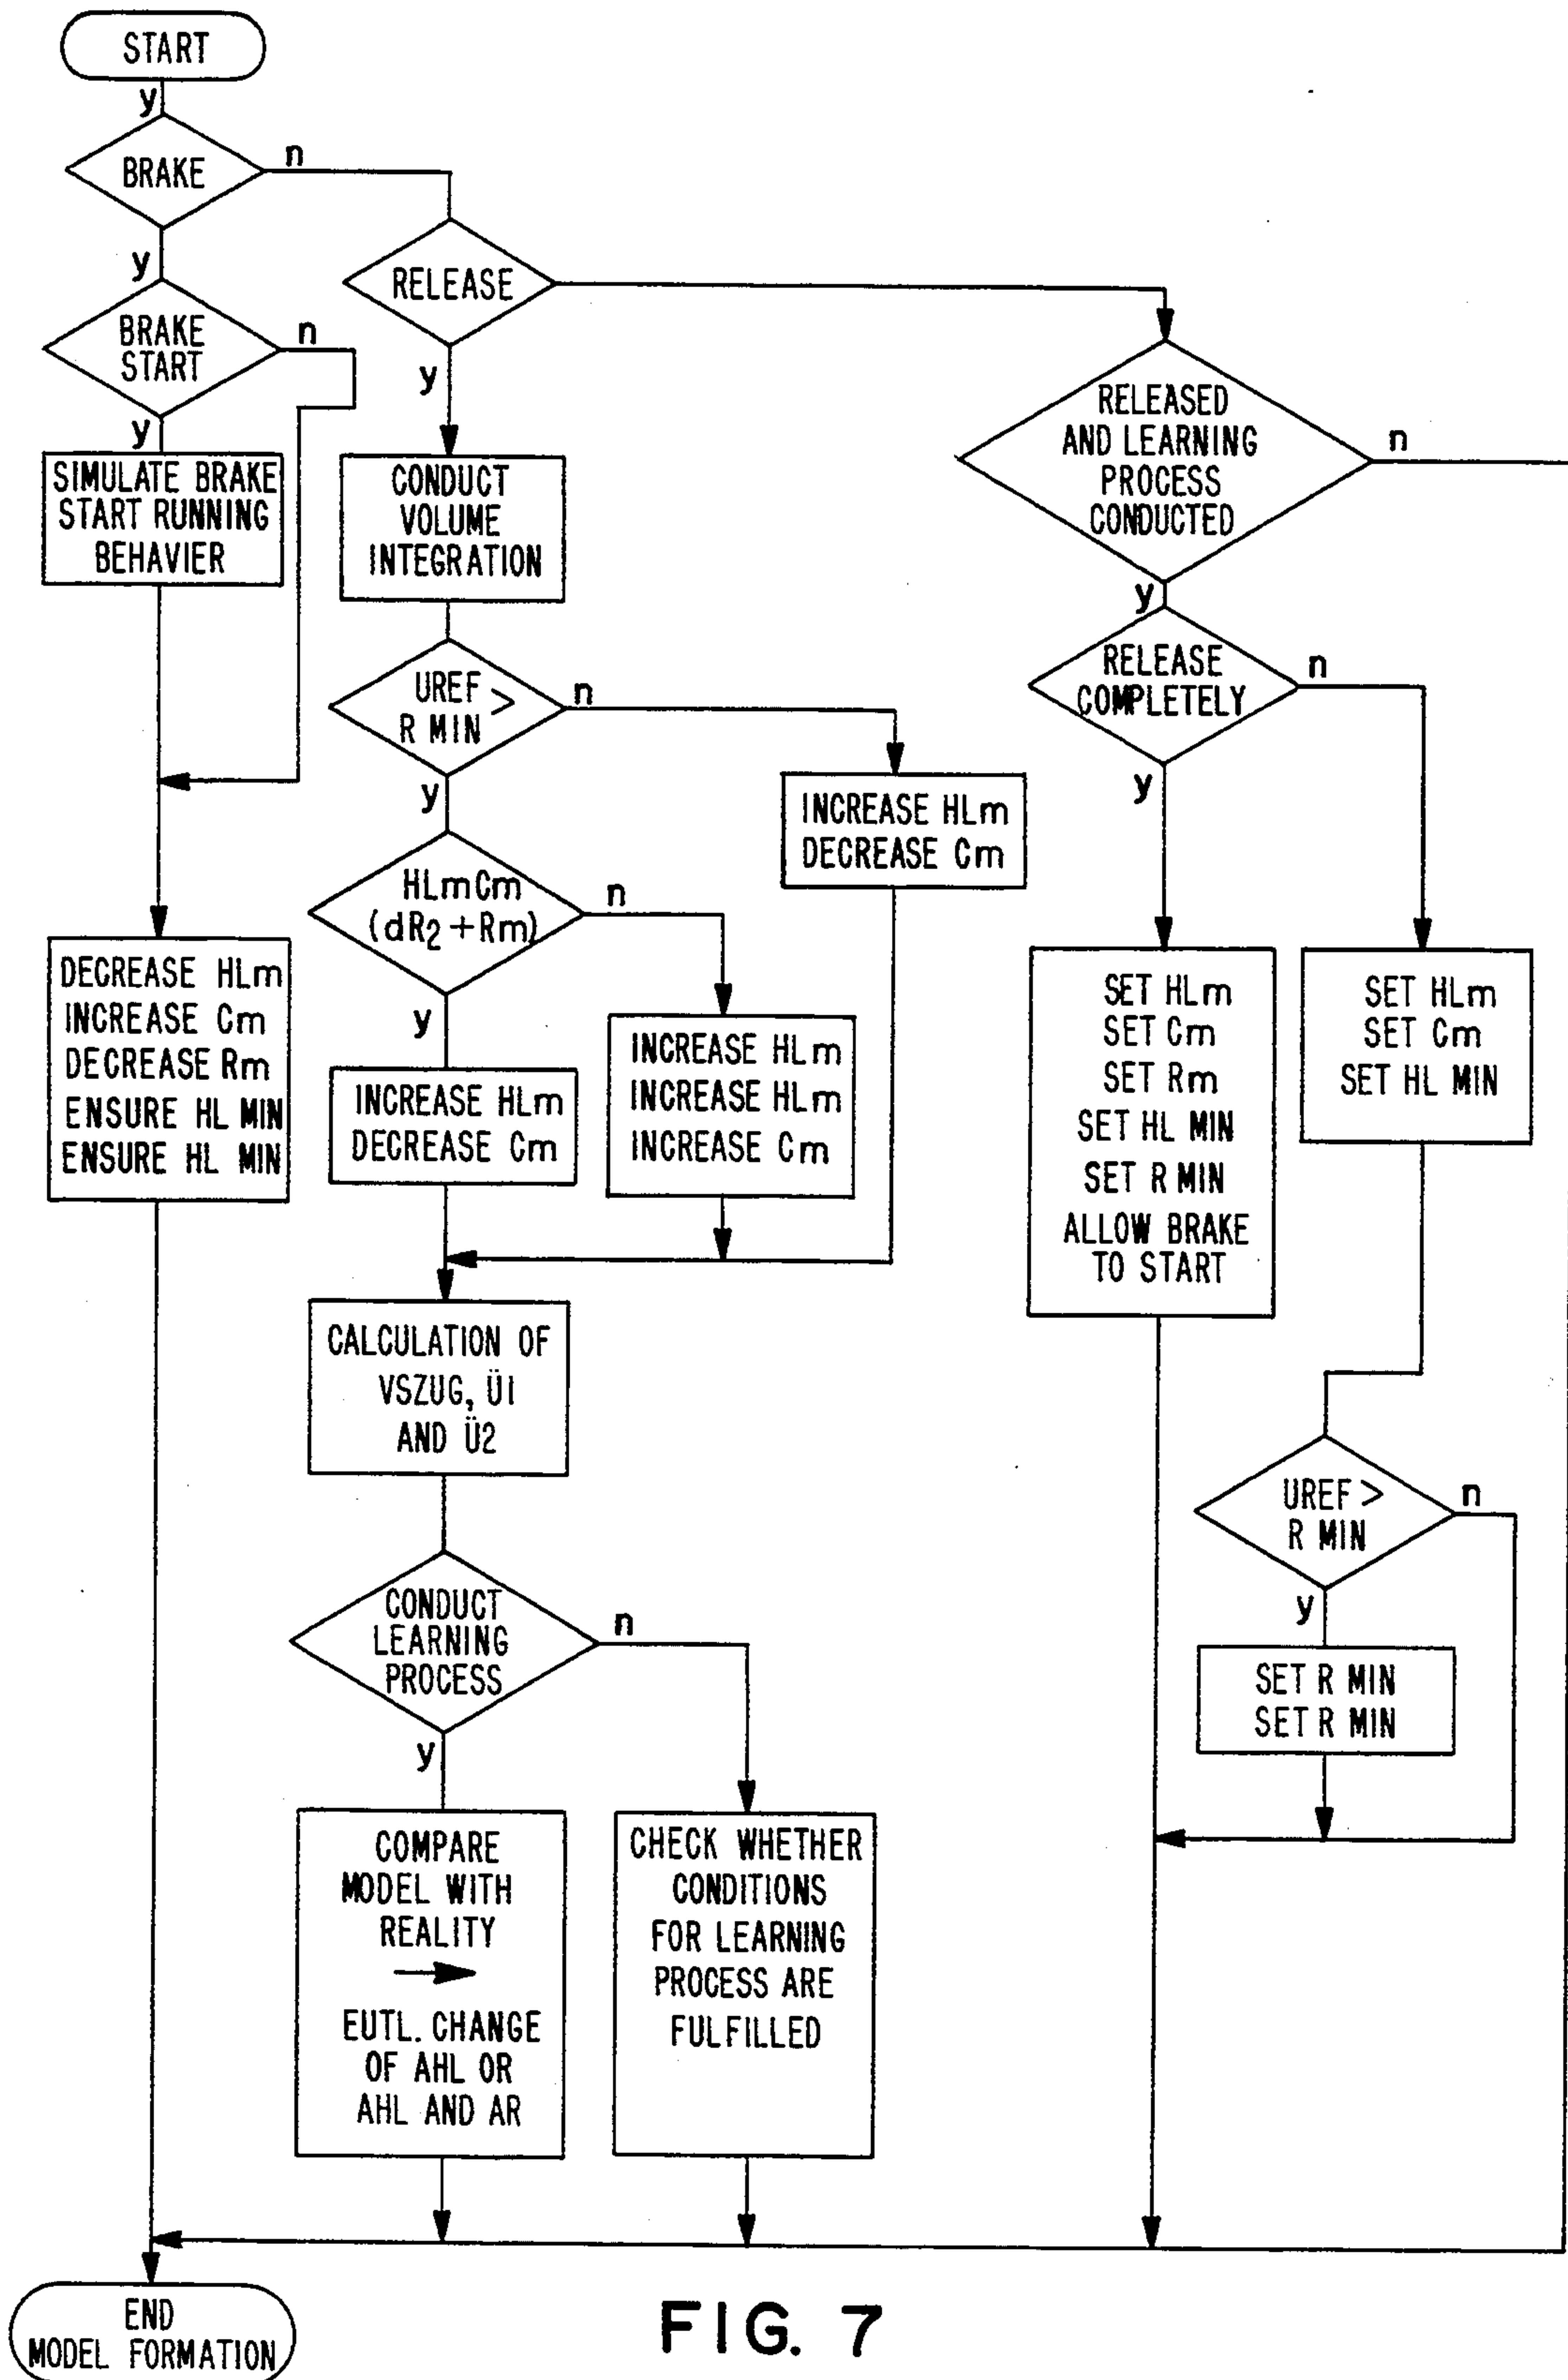 START
y
BRAKE
n
y
BRAKE
START
n
y
SIMULATE BRAKE
START RUNNING
BEHAVIER
DECREASE HLm
INCREASE Cm
DECREASE Rm
ENSURE HL MIN
ENSURE HL MIN
RELEASE
y
CONDUCT
VOLUME
INTEGRATION
UREF >
R MIN
n
y
INCREASE HLm
DECREASE Cm
HLmCm
(dR2+Rm)
n
y
INCREASE HLm
DECREASE Cm
INCREASE HLm
INCREASE HLm
INCREASE Cm
CALCULATION OF
VSZUG, Ü1
AND Ü2
CONDUCT
LEARNING
PROCESS
n
y
COMPARE
MODEL WITH
REALITY
→
EUTL. CHANGE
OF AHL OR
AHL AND AR
CHECK WHETHER
CONDITIONS
FOR LEARNING
PROCESS ARE
FULFILLED
RELEASED
AND LEARNING
PROCESS
CONDUCTED
n
y
RELEASE
COMPLETELY
n
y
SET HLm
SET Cm
SET Rm
SET HL MIN
SET R MIN
ALLOW BRAKE
TO START
SET HLm
SET Cm
SET HL MIN
UREF >
R MIN
n
y
SET R MIN
SET R MIN
END
MODEL FORMATION
FIG. 7